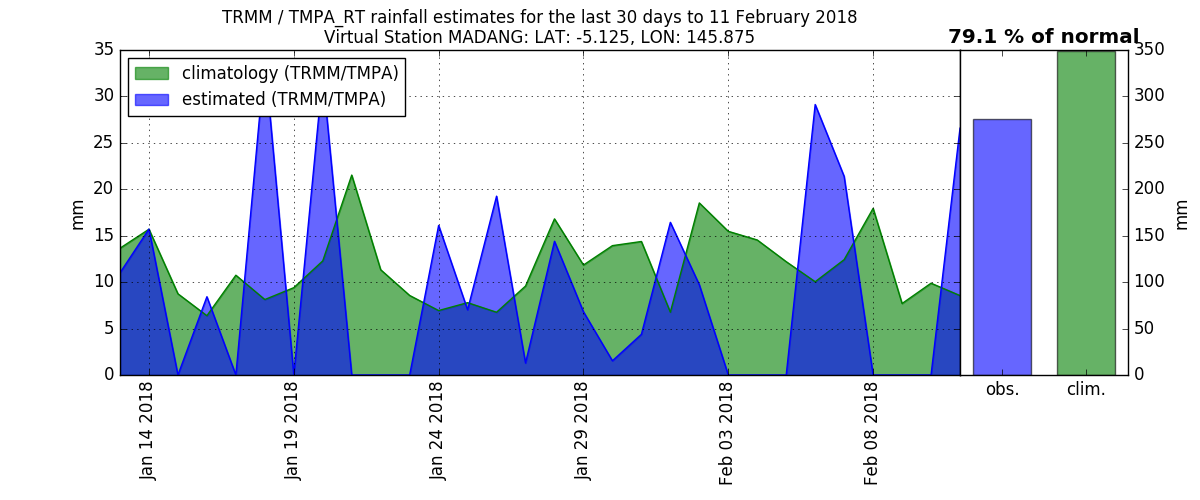 TRMM / TMPA_RT rainfall estimates for the last 30 days to 11 February 2018
Virtual Station MADANG: LAT: -5.125, LON: 145.875
79.1 % of normal
climatology (TRMM/TMPA)
estimated (TRMM/TMPA)
35
30
25
20
15
10
5
0
mm
Jan 14 2018
Jan 19 2018
Jan 24 2018
Jan 29 2018
Feb 03 2018
Feb 08 2018
obs.
clim.
350
300
250
200
150
100
50
0
mm